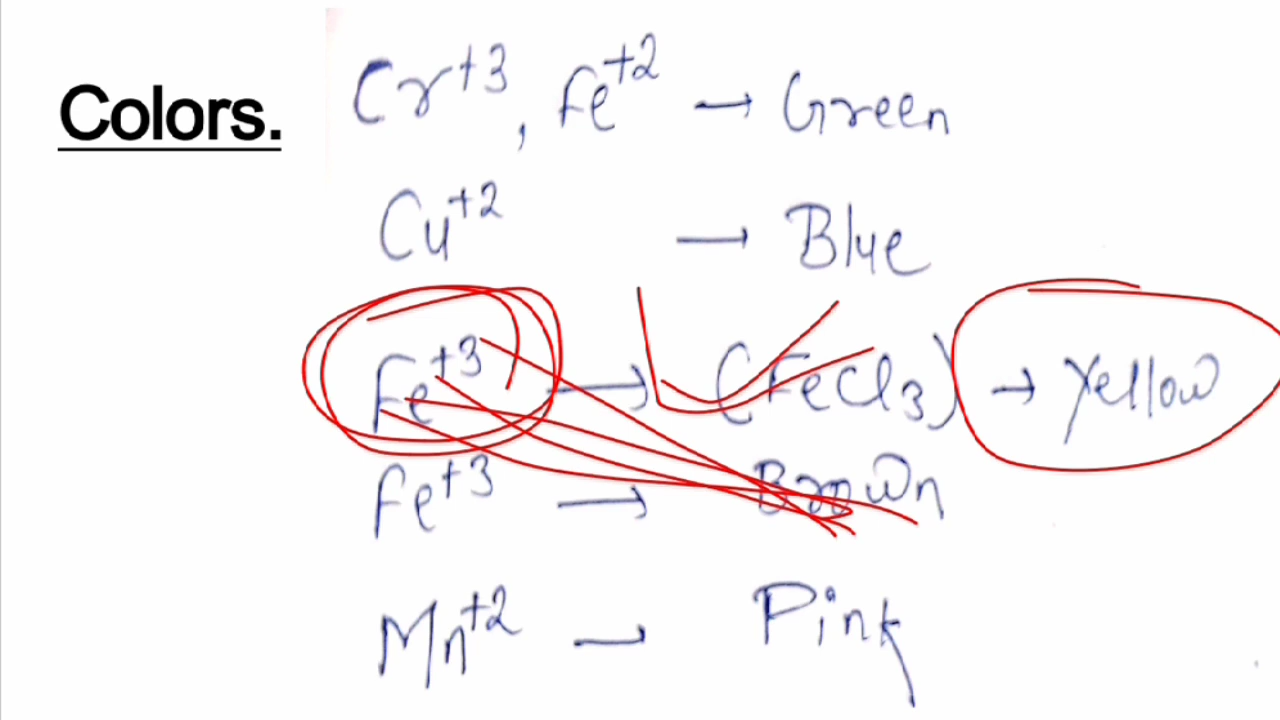 Colors.
Cr+3, Fe+2 → Green
Cu+2 → Blue
Fe+3 → (FeCl3) → Yellow
Fe+3 → Brown
Mn+2 → Pink